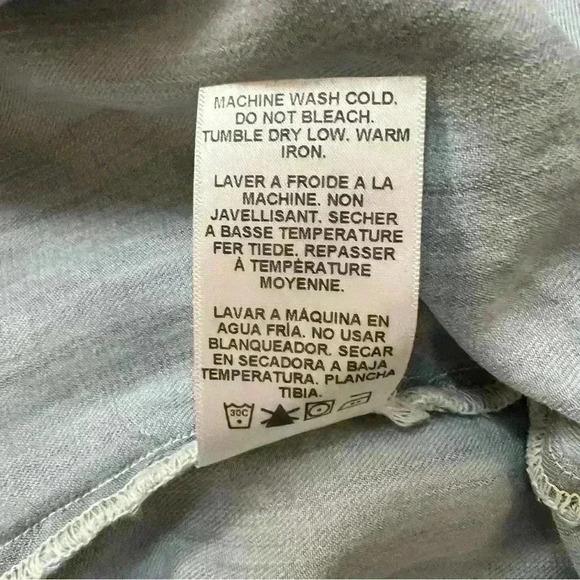 MACHINE WASH COLD.
DO NOT BLEACH.
TUMBLE DRY LOW. WARM
IRON.
LAVER A FROIDE A LA
MACHINE. NON
JAVELLISANT. SECHER
A BASSE TEMPERATURE
FER TIEDE. REPASSER
À TEMPÉRATURE
MOYENNE.
LAVAR A MÁQUINA EN
AGUA FRÍA. NO USAR
BLANQUEADOR. SECAR
EN SECADORA A BAJA
TEMPERATURA. PLANCHA
TIBIA.
30C